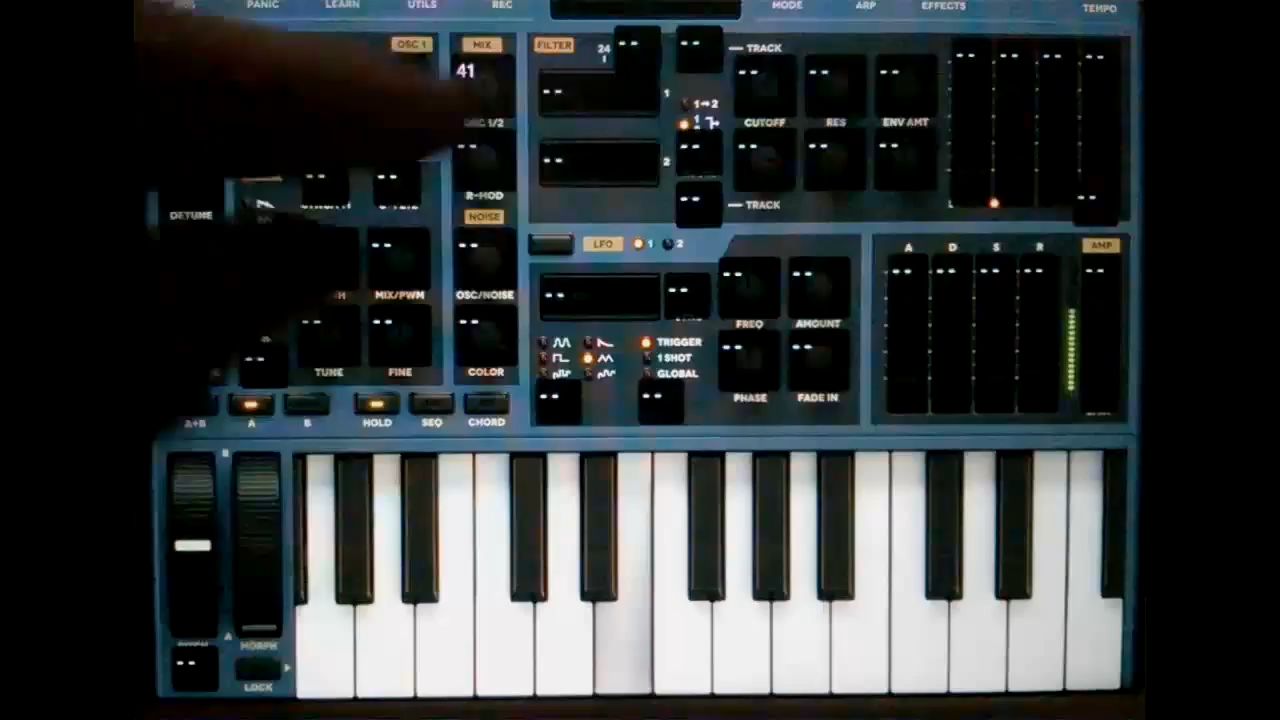 PANIC LEARN UTILS REC MODE ARP EFFECTS TEMPO
OSC 1 MIX FILTER 24 -- -- TRACK
41 -- -- -- -- -- -- --
-- 1 1→2
OSC 1/2 1 CUTOFF RES ENV AMT
-- -- 2 -- -- -- --
-- -- R-MOD -- TRACK --
DETUNE NOISE
LFO 1 2 A D S R AMP
-- -- -- -- -- -- -- -- --
MIX/PWM OSC/NOISE -- --
-- -- -- FREQ AMOUNT
TRIGGER -- --
1 SHOT
-- TUNE FINE COLOR GLOBAL
-- -- PHASE FADE IN
A+B A B HOLD SEQ CHORD
B
A
MORPH
--
LOCK